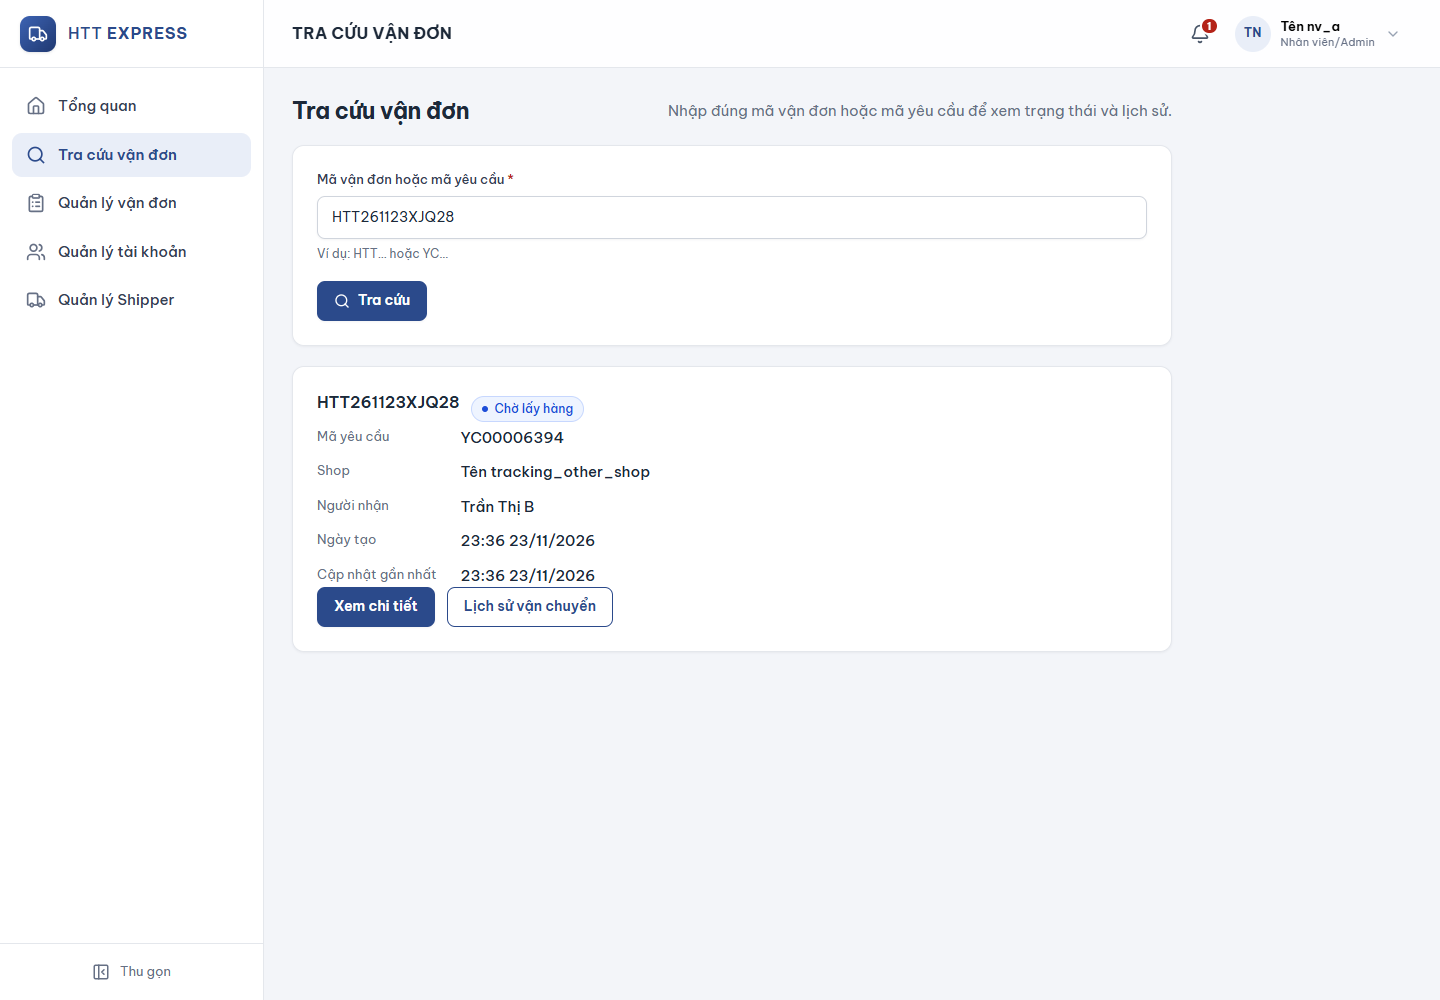 HTT EXPRESS
TRA CỨU VẬN ĐƠN
1
TN
Tên nv_a
Nhân viên/Admin
Tổng quan
Tra cứu vận đơn
Quản lý vận đơn
Quản lý tài khoản
Quản lý Shipper
Thu gọn
Tra cứu vận đơn
Nhập đúng mã vận đơn hoặc mã yêu cầu để xem trạng thái và lịch sử.
Mã vận đơn hoặc mã yêu cầu *
HTT261123XJQ28
Ví dụ: HTT... hoặc YC...
Tra cứu
HTT261123XJQ28 Chờ lấy hàng
Mã yêu cầu YC00006394
Shop Tên tracking_other_shop
Người nhận Trần Thị B
Ngày tạo 23:36 23/11/2026
Cập nhật gần nhất 23:36 23/11/2026
Xem chi tiết Lịch sử vận chuyển